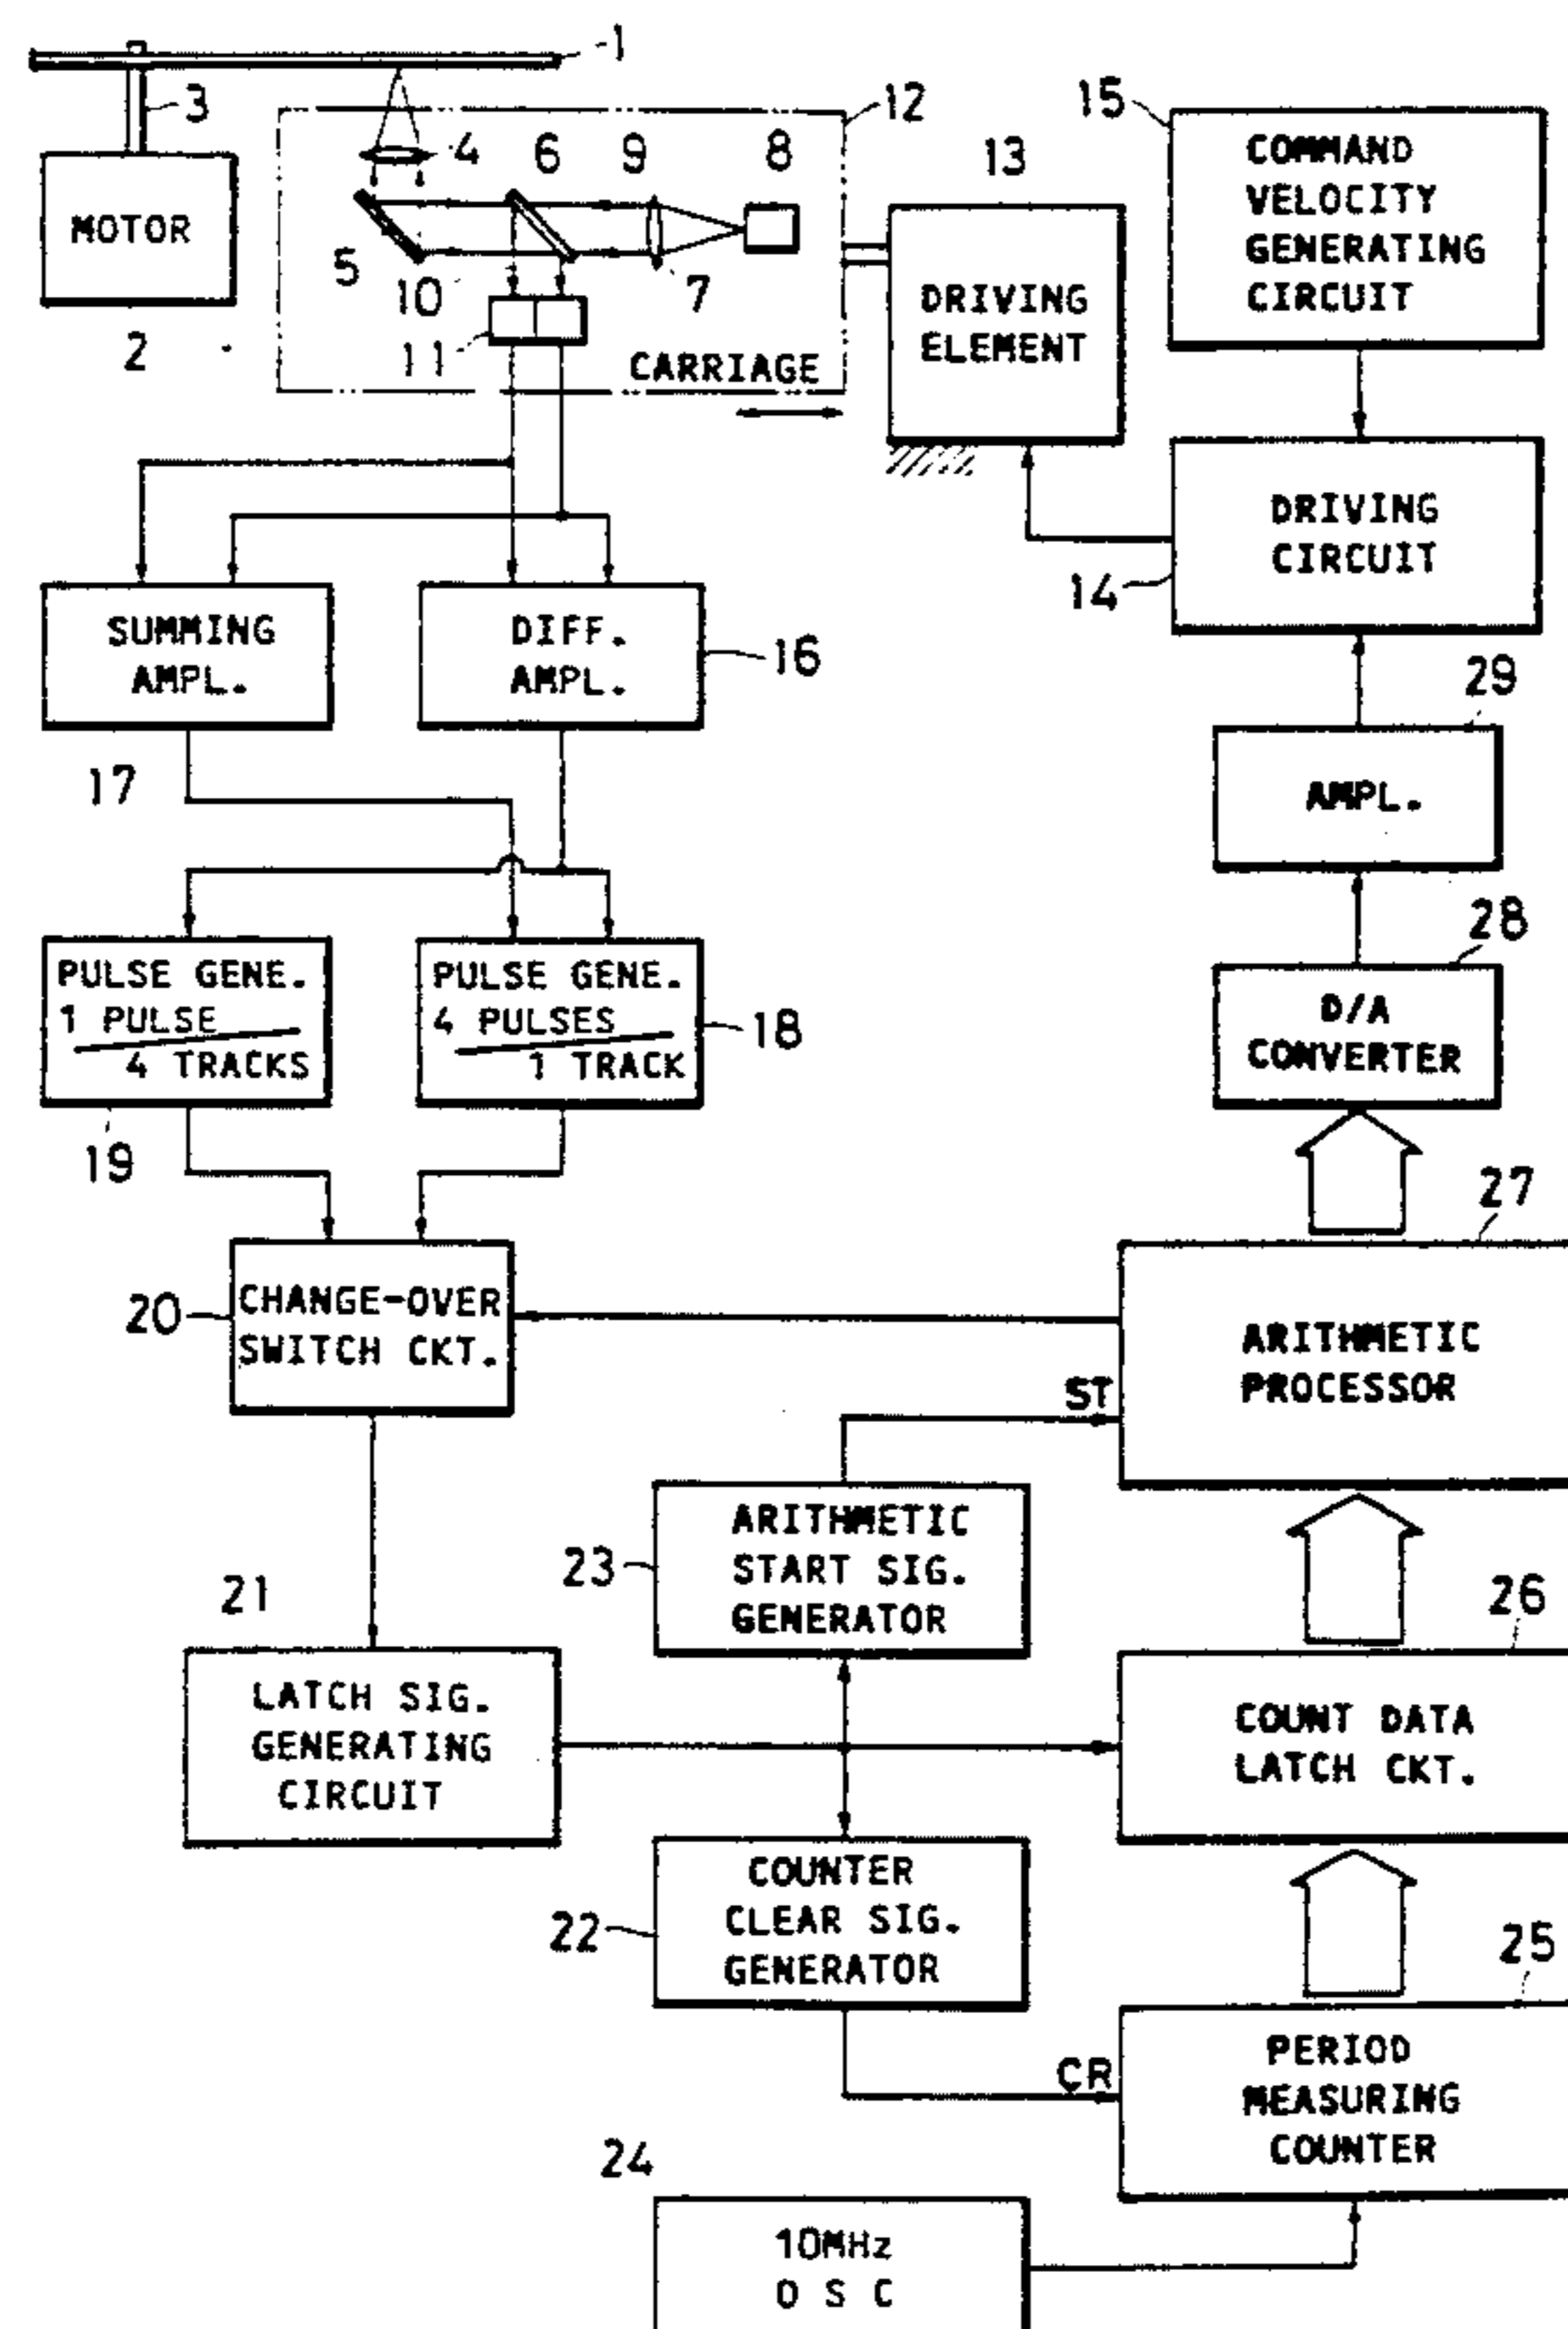 1
3
12
15
4
6
9
8
13
COMMAND
VELOCITY
GENERATING
CIRCUIT
MOTOR
5
10
7
2
11
CARRIAGE
DRIVING
ELEMENT
DRIVING
CIRCUIT
14
SUMMING
AMPL.
DIFF.
AMPL.
16
29
17
AMPL.
28
PULSE GENE.
1 PULSE
4 TRACKS
PULSE GENE.
4 PULSES
1 TRACK
18
D/A
CONVERTER
19
27
20
CHANGE-OVER
SWITCH CKT.
ARITHMETIC
PROCESSOR
ST
23
ARITHMETIC
START SIG.
GENERATOR
21
26
LATCH SIG.
GENERATING
CIRCUIT
COUNT DATA
LATCH CKT.
22
COUNTER
CLEAR SIG.
GENERATOR
25
CR
PERIOD
MEASURING
COUNTER
24
10MHz
O S C